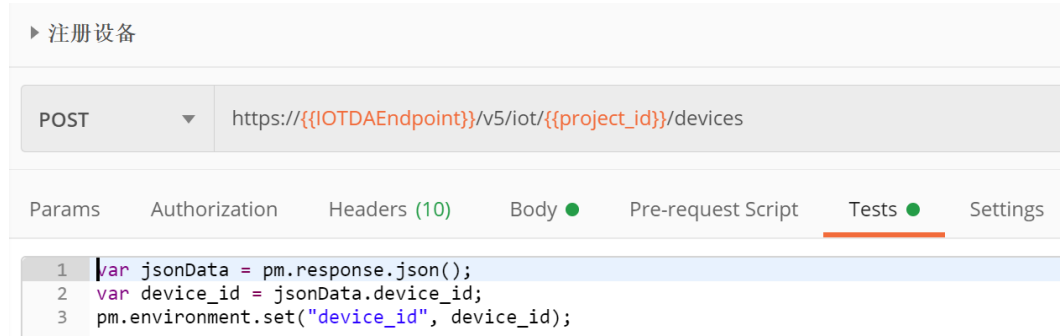 注册设备
POST https://{{IOTDAEndpoint}}/v5/iot/{{project_id}}/devices
Params Authorization Headers (10) Body Pre-request Script Tests Settings
1 var jsonData = pm.response.json();
2 var device_id = jsonData.device_id;
3 pm.environment.set("device_id", device_id);